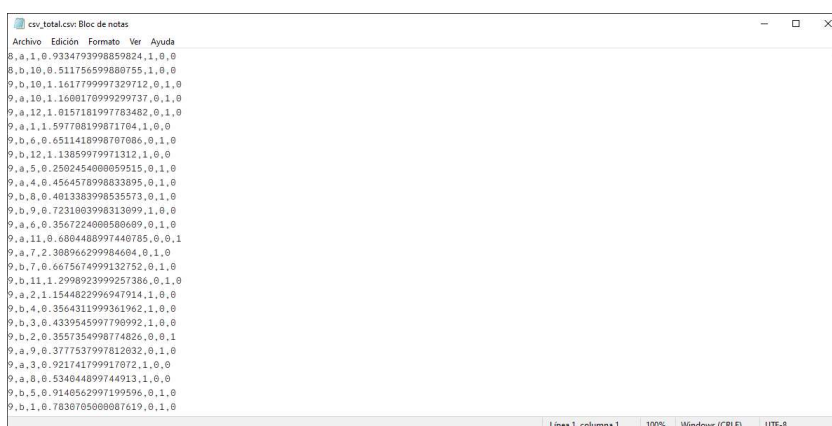 csv_total.csv: Bloc de notas
Archivo Edición Formato Ver Ayuda
8,a,1,0.9334793998859824,1,0,0
8,b,10,0.511756599880755,1,0,0
9,b,10,1.1617799997329712,0,1,0
9,a,10,1.1600170999299737,0,1,0
9,a,12,1.0157181997783482,0,1,0
9,a,1,1.597708199871704,1,0,0
9,b,6,0.6511418998707086,0,1,0
9,b,12,1.13859979971312,1,0,0
9,a,5,0.2502454000059515,0,1,0
9,a,4,0.4564578998833895,0,1,0
9,b,8,0.4013383998535573,0,1,0
9,b,9,0.7231003998313099,1,0,0
9,a,6,0.3567224000580609,0,1,0
9,a,11,0.6804488997440785,0,0,1
9,a,7,2.308966299984604,0,1,0
9,b,7,0.6675674999132752,0,1,0
9,b,11,1.2998923999257386,0,1,0
9,a,2,1.1544822996947914,1,0,0
9,b,4,0.3564311999361962,1,0,0
9,b,3,0.4339545997790992,1,0,0
9,b,2,0.3557354998774826,0,0,1
9,a,9,0.3777537997812032,0,1,0
9,a,3,0.921741799917072,1,0,0
9,a,8,0.534044899744913,1,0,0
9,b,5,0.9140562997199596,0,1,0
9,b,1,0.7830705000087619,0,1,0
Línea 1, columna 1 100% Windows (CRLF) UTF-8